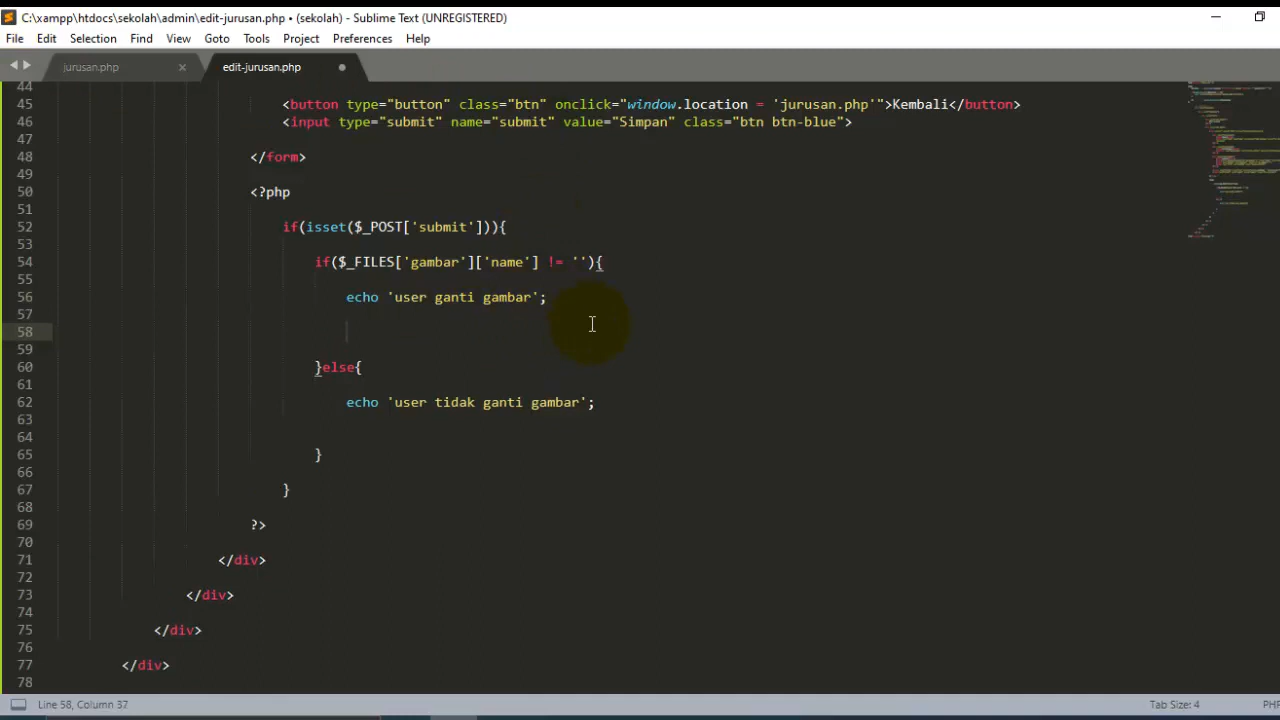 C:\xampp\htdocs\sekolah\admin\edit-jurusan.php • (sekolah) - Sublime Text (UNREGISTERED)
File Edit Selection Find View Goto Tools Project Preferences Help
jurusan.php × edit-jurusan.php
44
45 <button type="button" class="btn" onclick="window.location = 'jurusan.php'">Kembali</button>
46 <input type="submit" name="submit" value="Simpan" class="btn btn-blue">
47
48 </form>
49
50 <?php
51
52 if(isset($_POST['submit'])){
53
54 if($_FILES['gambar']['name'] != ''){
55
56 echo 'user ganti gambar';
57
58
59
60 }else{
61
62 echo 'user tidak ganti gambar';
63
64
65 }
66
67 }
68
69 ?>
70
71 </div>
72
73 </div>
74
75 </div>
76
77 </div>
78
Line 58, Column 37 Tab Size: 4 PHP